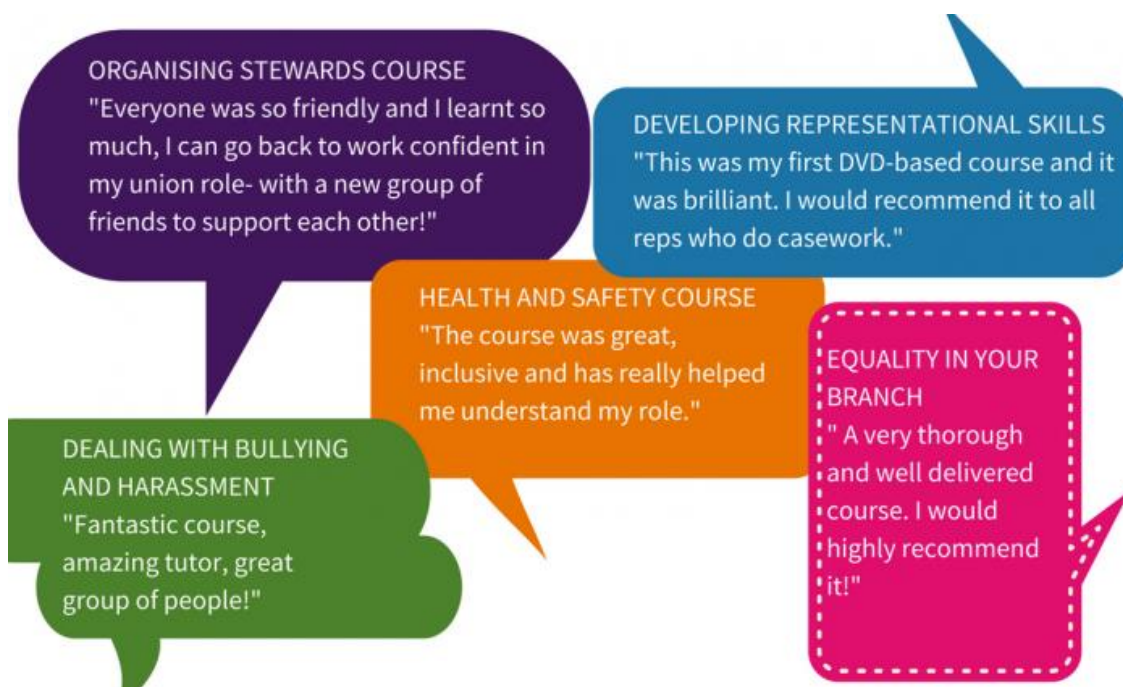 ORGANISING STEWARDS COURSE
"Everyone was so friendly and I learnt so
much, I can go back to work confident in
my union role- with a new group of
friends to support each other!"
DEVELOPING REPRESENTATIONAL SKILLS
"This was my first DVD-based course and it
was brilliant. I would recommend it to all
reps who do casework."
HEALTH AND SAFETY COURSE
"The course was great,
inclusive and has really helped
me understand my role."
EQUALITY IN YOUR
BRANCH
" A very thorough
and well delivered
course. I would
highly recommend
it!"
DEALING WITH BULLYING
AND HARASSMENT
"Fantastic course,
amazing tutor, great
group of people!"